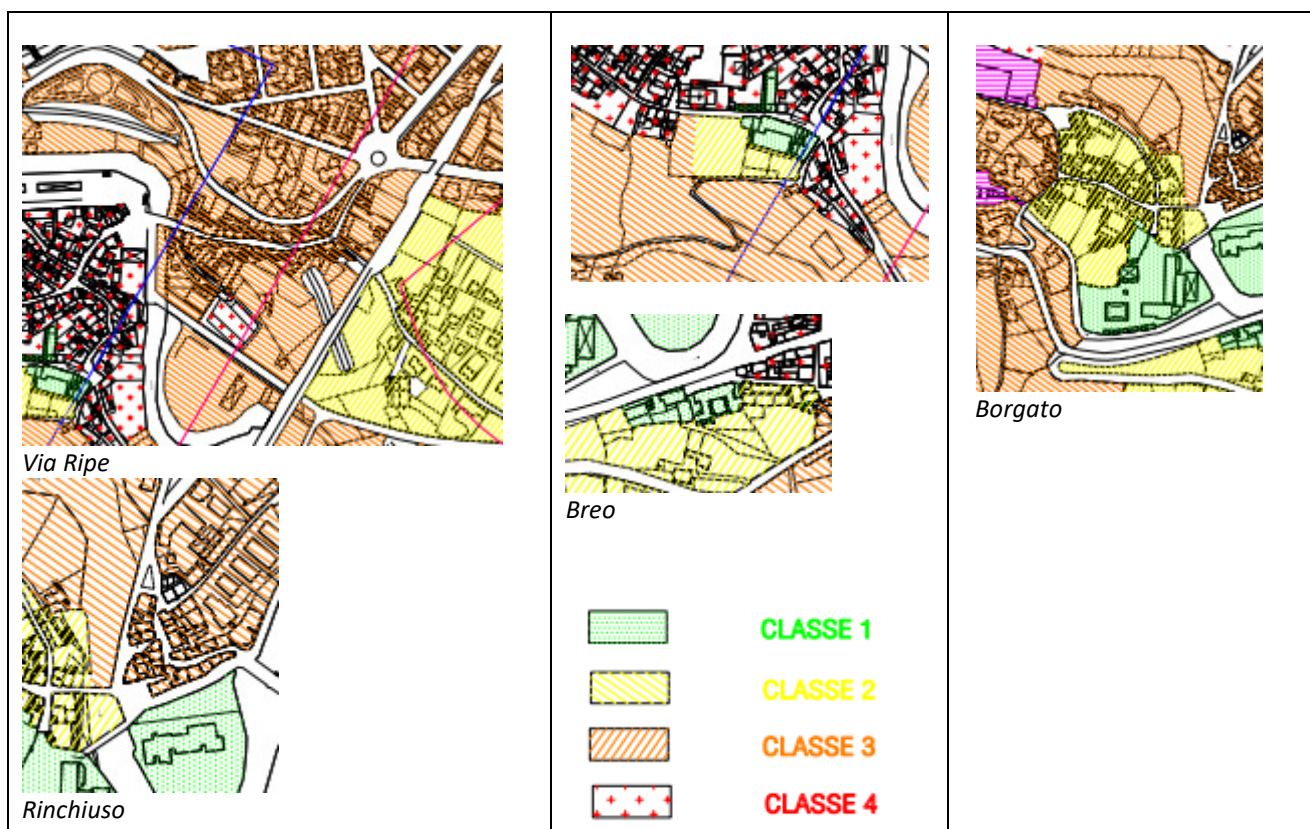 Via Ripe
Rinchiuso
Breo
CLASSE 1
CLASSE 2
CLASSE 3
CLASSE 4
Borgato